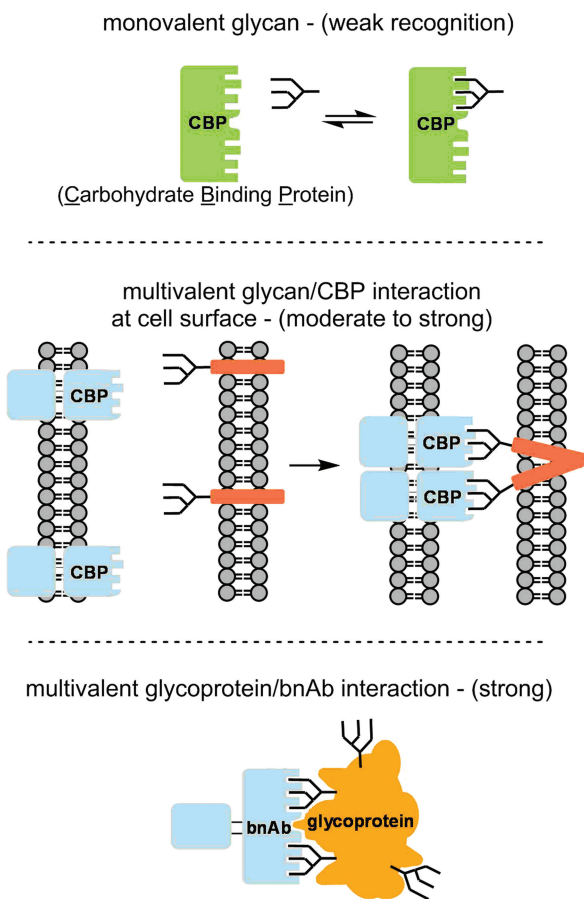 monovalent glycan - (weak recognition)
CBP
CBP
(Carbohydrate Binding Protein)
multivalent glycan/CBP interaction
at cell surface - (moderate to strong)
CBP
CBP
CBP
CBP
multivalent glycoprotein/bnAb interaction - (strong)
bnAb
glycoprotein